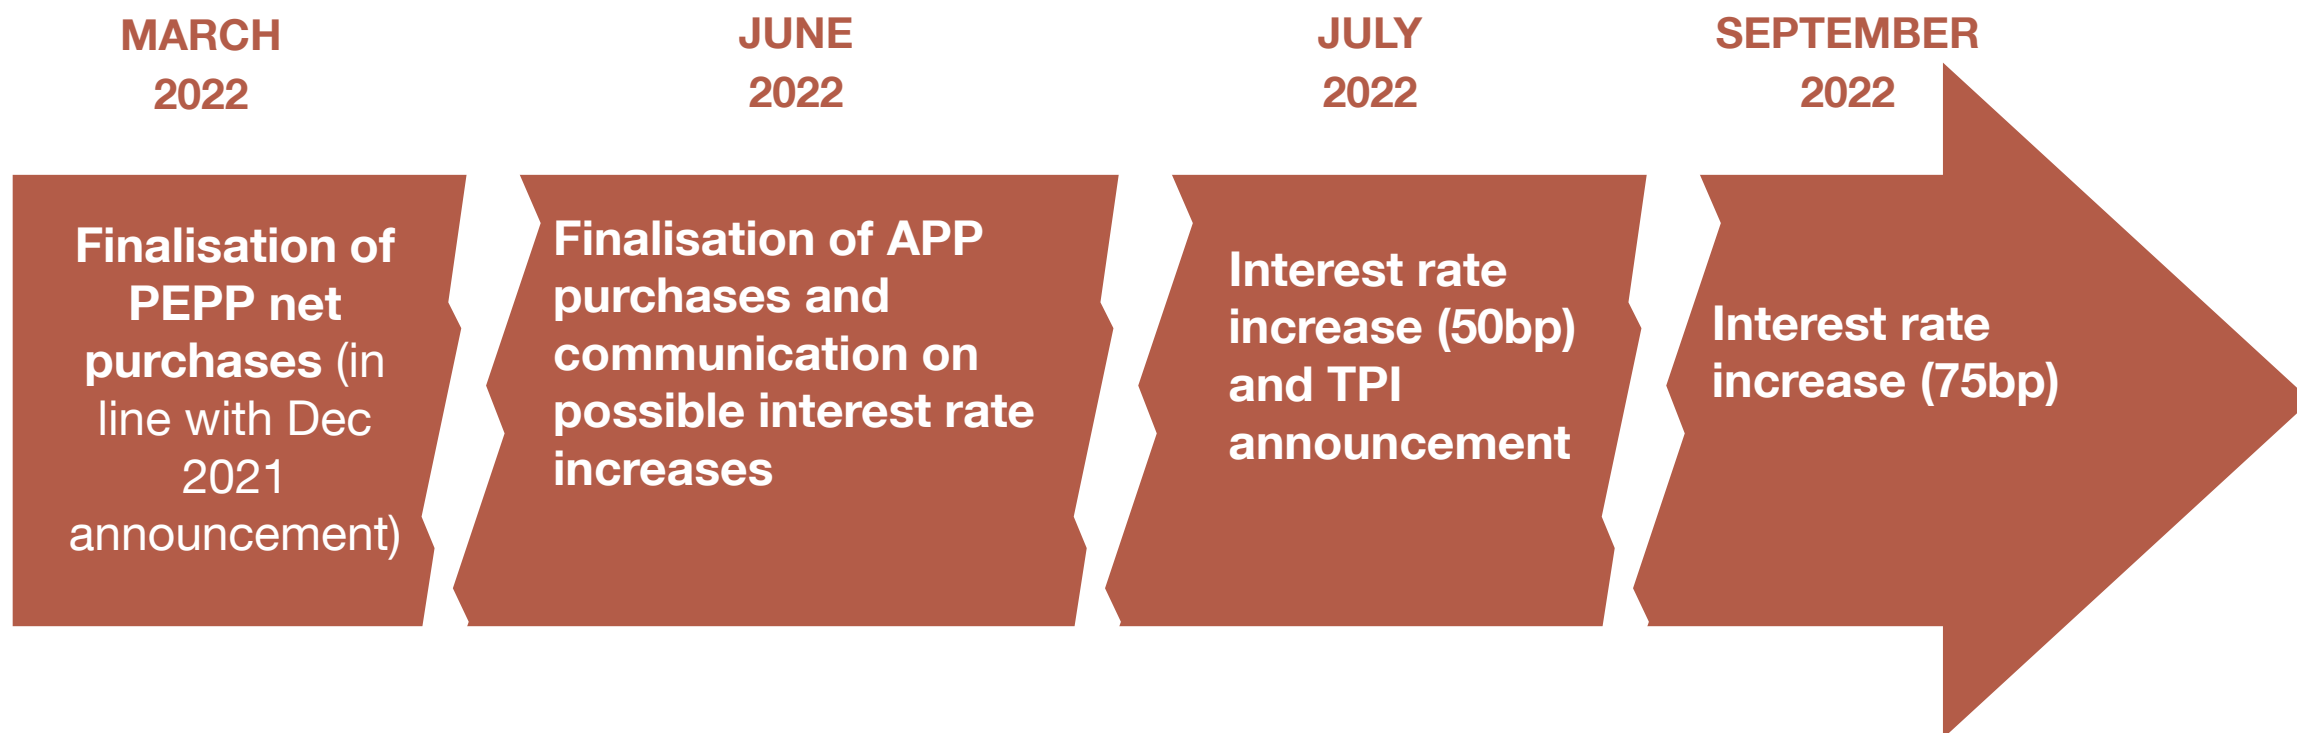 MARCH
2022
Finalisation of
PEPP net
purchases (in
line with Dec
2021
announcement)
JUNE
2022
Finalisation of APP
purchases and
communication on
possible interest rate
increases
JULY
2022
Interest rate
increase (50bp)
and TPI
announcement
SEPTEMBER
2022
Interest rate
increase (75bp)